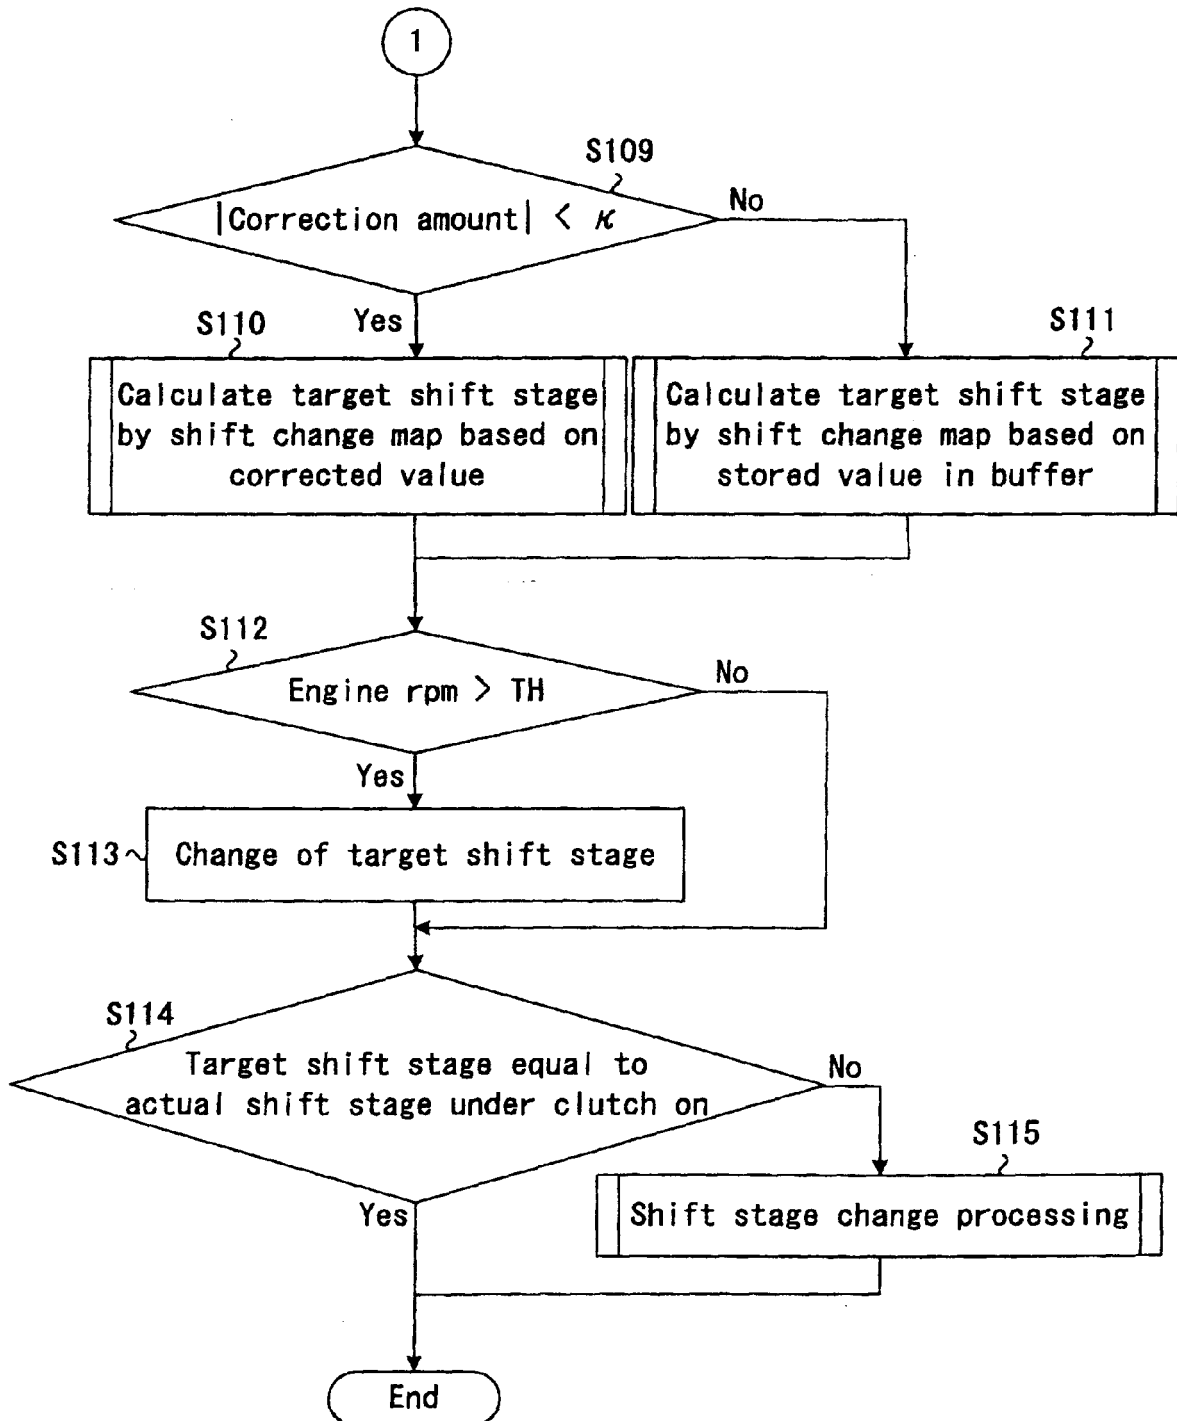 1
S109
|Correction amount| < κ
No
Yes
S110
S111
Calculate target shift stage
by shift change map based on
corrected value
Calculate target shift stage
by shift change map based on
stored value in buffer
S112
Engine rpm > TH
No
Yes
S113
Change of target shift stage
S114
Target shift stage equal to
actual shift stage under clutch on
No
Yes
S115
Shift stage change processing
End